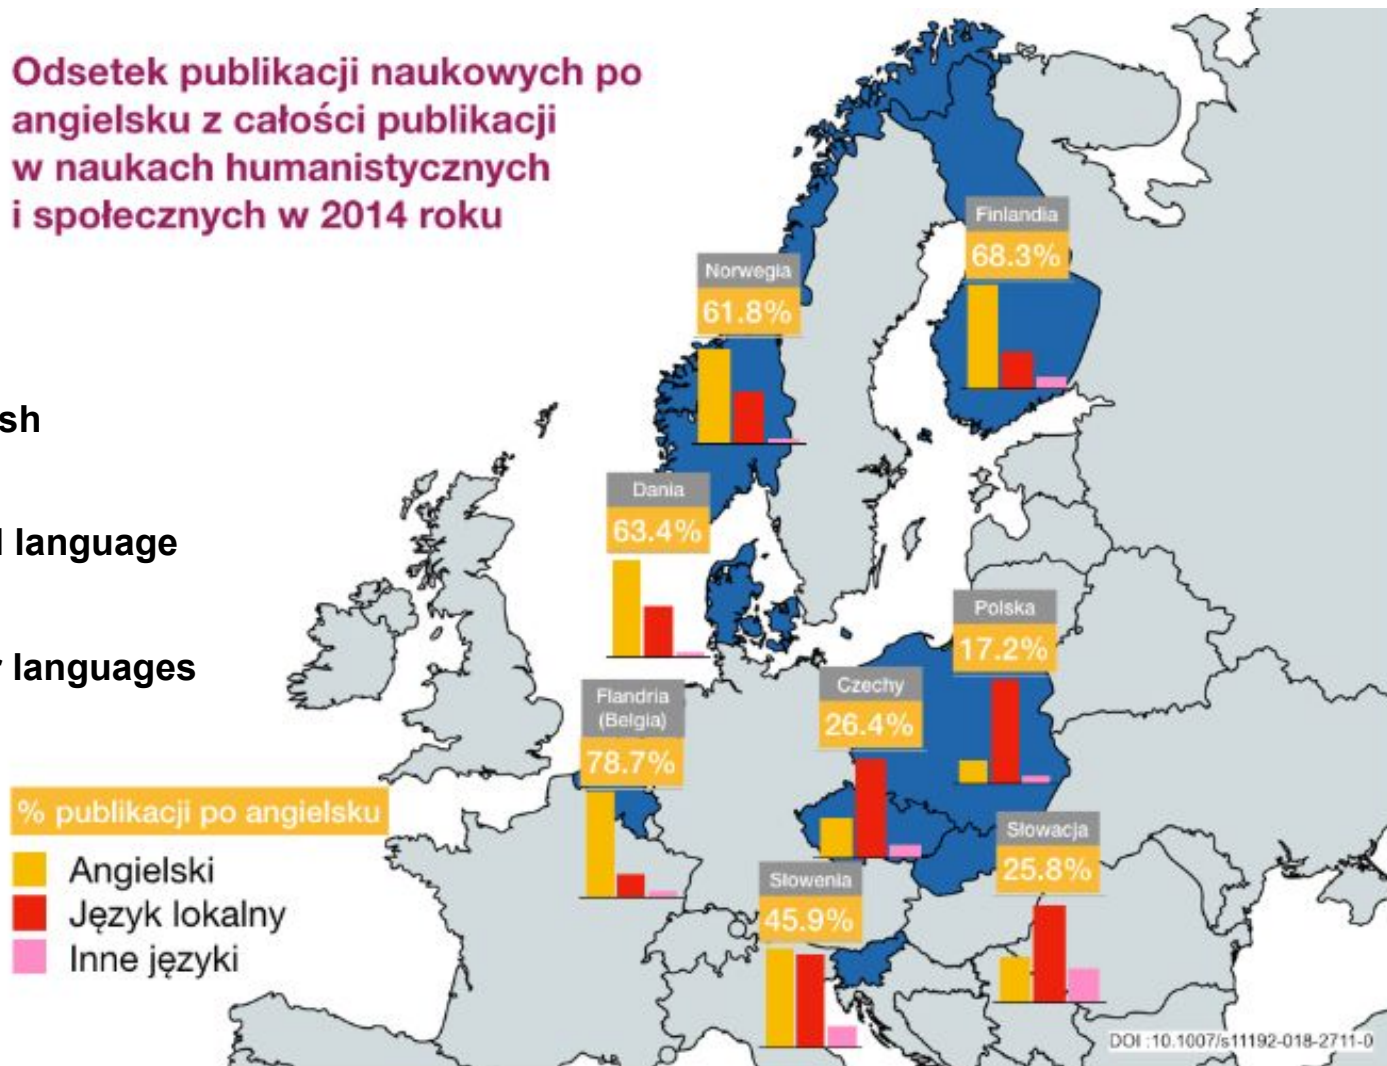 Odsetek publikacji naukowych po
angielsku z całości publikacji
w naukach humanistycznych
i społecznych w 2014 roku
Finlandia
68.3%
Norwegia
61.8%
sh
Dania
63.4%
l language
Polska
17.2%
r languages
Czechy
26.4%
Flandria
(Belgia)
78.7%
% publikacji po angielsku
Angielski
Język lokalny
Inne języki
Słowacja
25.8%
Słowenia
45.9%
DOI :10.1007/s11192-018-2711-0